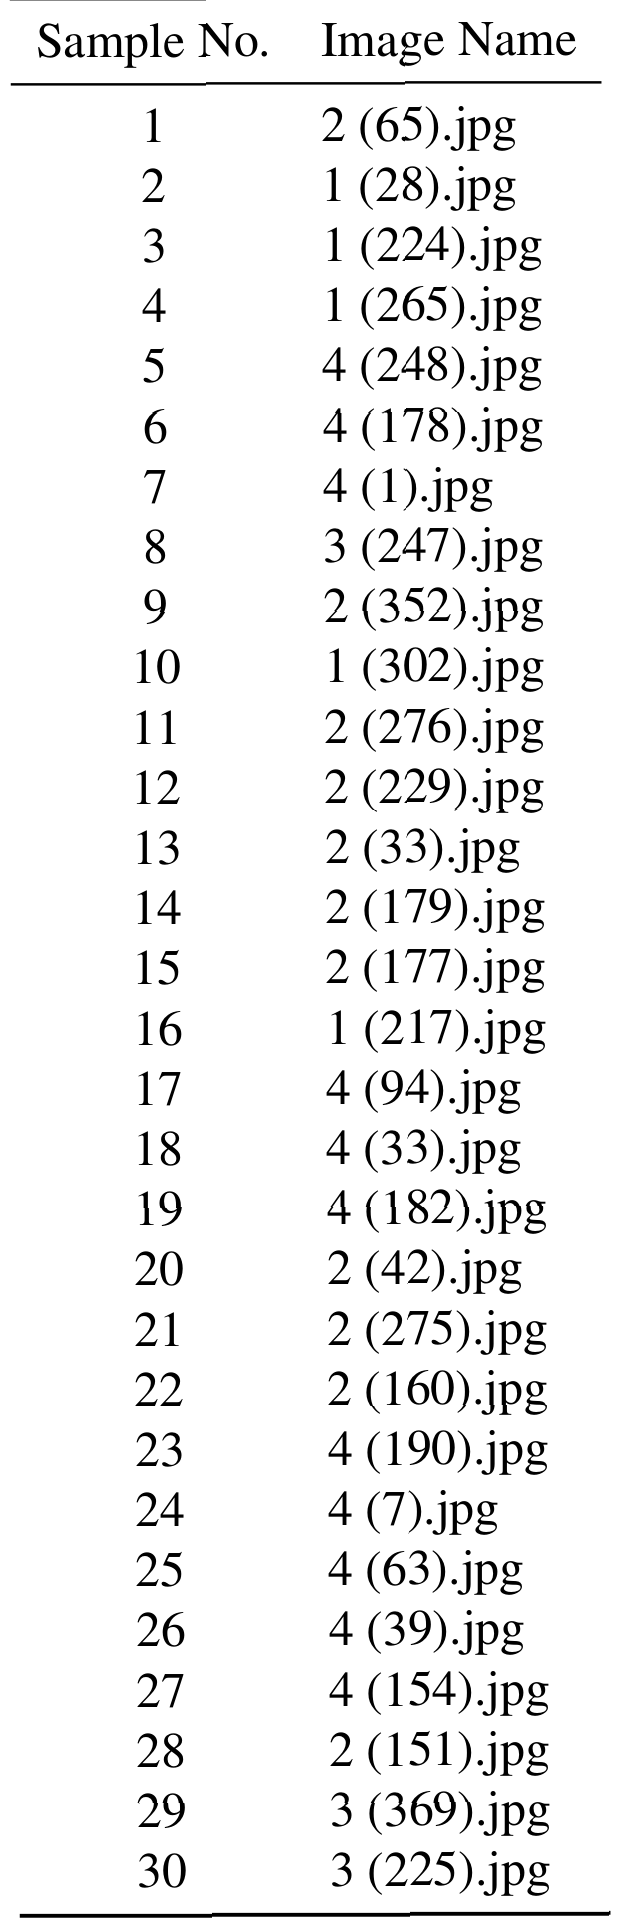 Sample No. Image Name
1 2 (65).jpg
2 1 (28).jpg
3 1 (224).jpg
4 1 (265).jpg
5 4 (248).jpg
6 4 (178).jpg
7 4 (1).jpg
8 3 (247).jpg
9 2 (352).jpg
10 1 (302).jpg
11 2 (276).jpg
12 2 (229).jpg
13 2 (33).jpg
14 2 (179).jpg
15 2 (177).jpg
16 1 (217).jpg
17 4 (94).jpg
18 4 (33).jpg
19 4 (182).jpg
20 2 (42).jpg
21 2 (275).jpg
22 2 (160).jpg
23 4 (190).jpg
24 4 (7).jpg
25 4 (63).jpg
26 4 (39).jpg
27 4 (154).jpg
28 2 (151).jpg
29 3 (369).jpg
30 3 (225).jpg